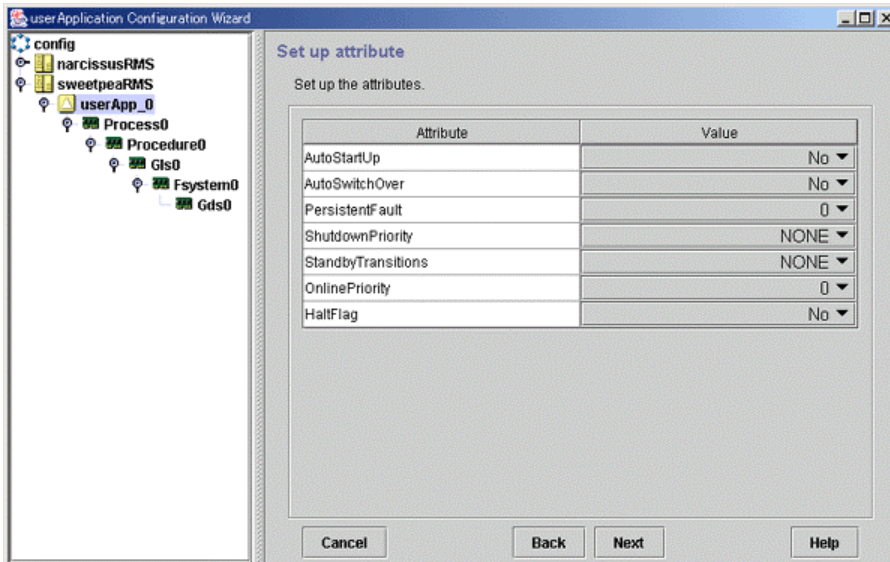 userApplication Configuration Wizard
config
narcissusRMS
sweetpeaRMS
userApp_0
Process0
Procedure0
Gls0
Fsystem0
Gds0
Set up attribute
Set up the attributes.
Attribute Value
AutoStartUp No
AutoSwitchOver No
PersistentFault 0
ShutdownPriority NONE
StandbyTransitions NONE
OnlinePriority 0
HaltFlag No
Cancel Back Next Help